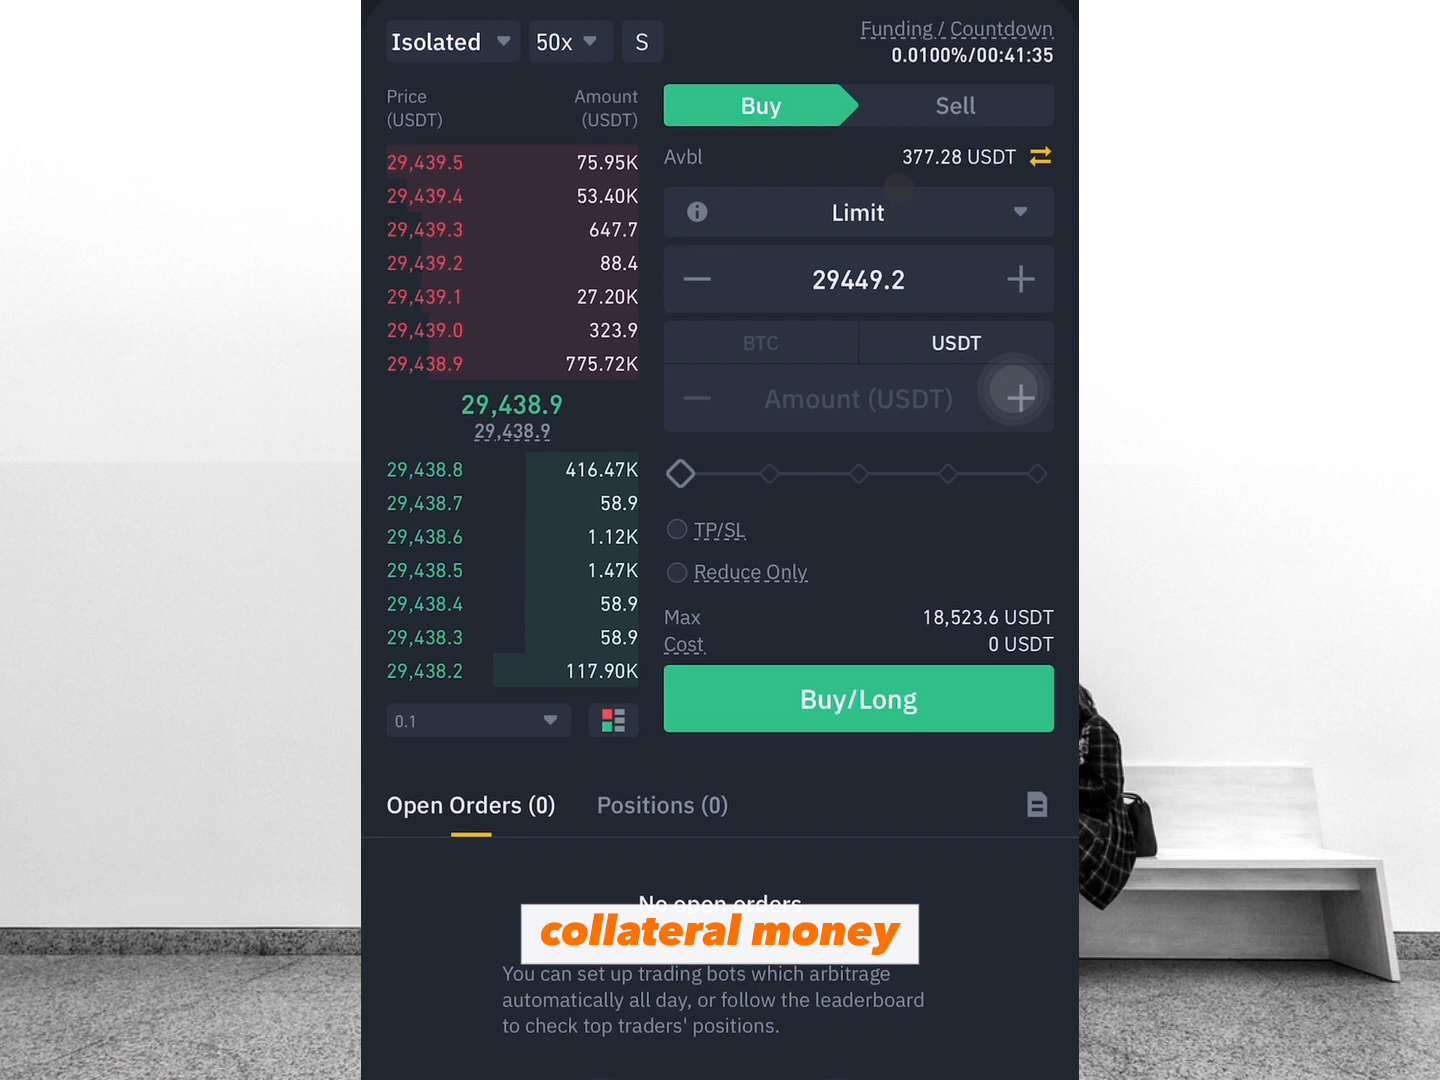 Isolated 50x S
Funding / Countdown
0.0100%/00:41:35
Price (USDT) Amount (USDT)
29,439.5 75.95K
29,439.4 53.40K
29,439.3 647.7
29,439.2 88.4
29,439.1 27.20K
29,439.0 323.9
29,438.9 775.72K
29,438.9
29,438.9
29,438.8 416.47K
29,438.7 58.9
29,438.6 1.12K
29,438.5 1.47K
29,438.4 58.9
29,438.3 58.9
29,438.2 117.90K
0.1
Buy Sell
Avbl 377.28 USDT
Limit
29449.2
BTC USDT
Amount (USDT)
TP/SL
Reduce Only
Max 18,523.6 USDT
Cost 0 USDT
Buy/Long
Open Orders (0) Positions (0)
No open orders
collateral money
You can set up trading bots which arbitrage
automatically all day, or follow the leaderboard
to check top traders' positions.